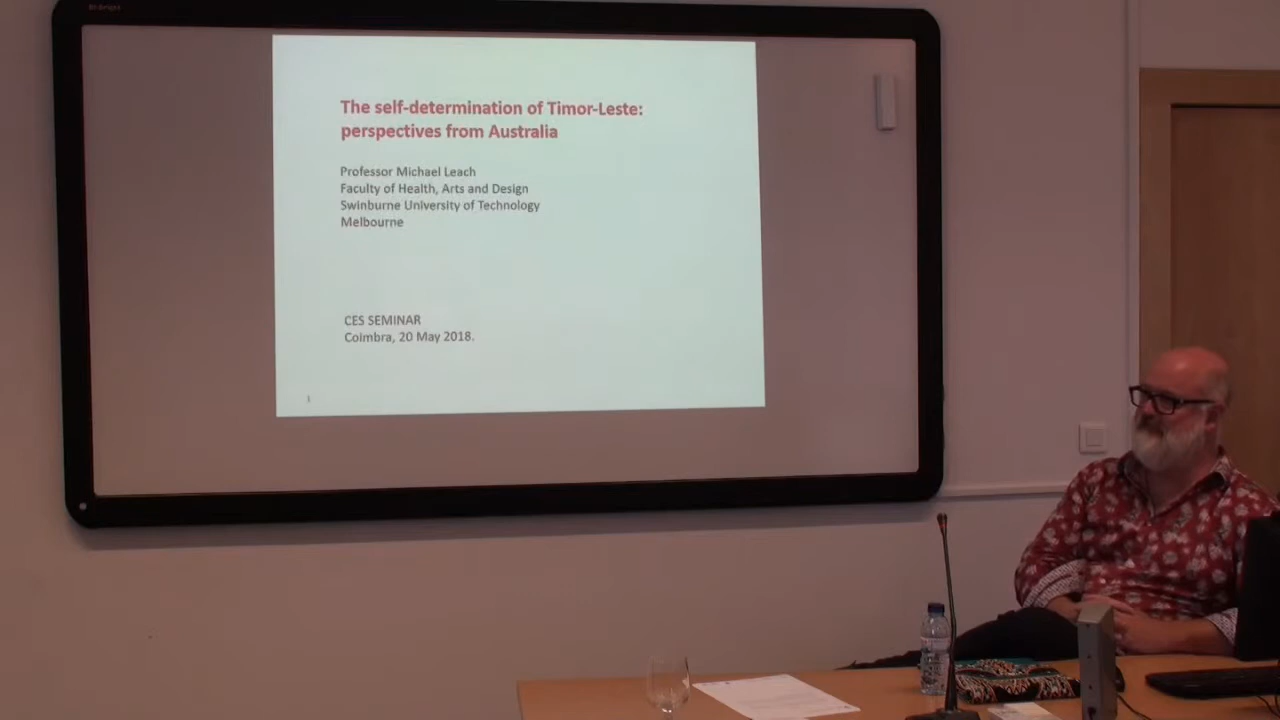 The self-determination of Timor-Leste:
perspectives from Australia
Professor Michael Leach
Faculty of Health, Arts and Design
Swinburne University of Technology
Melbourne
CES SEMINAR
Coimbra, 20 May 2018.
1